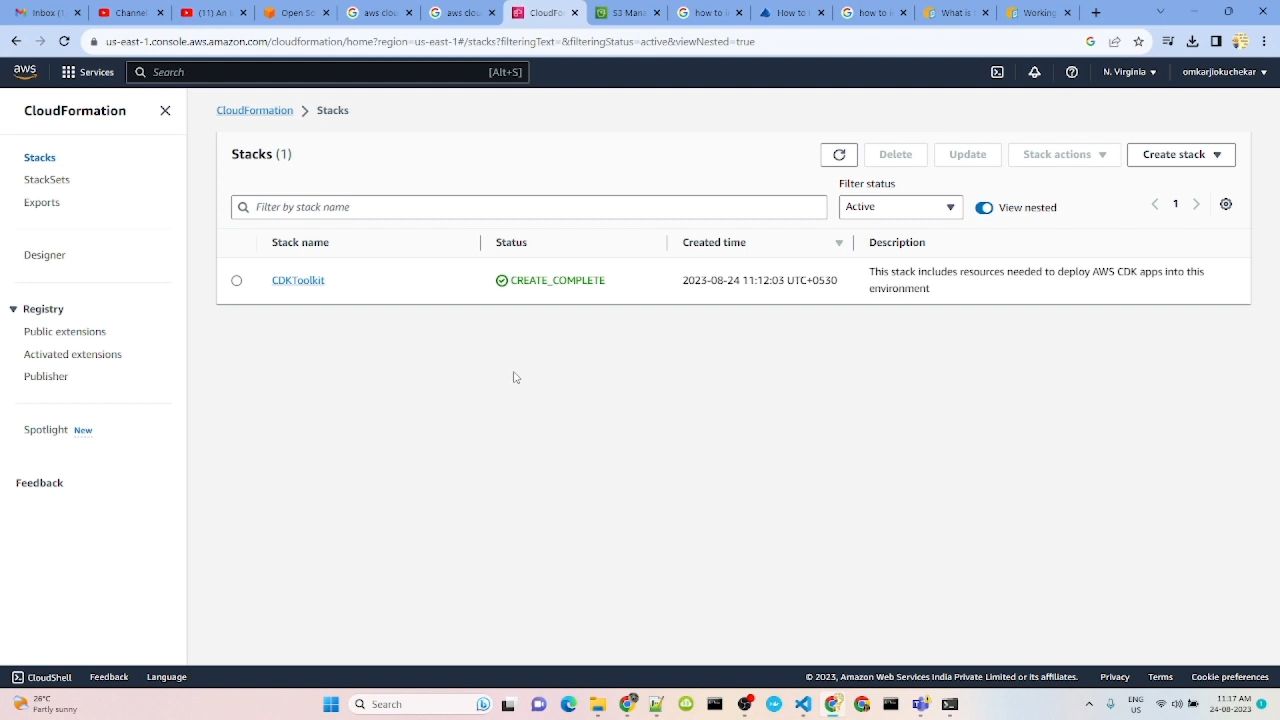 Inbox (1
Channel
(11) An I
Open So
aws clou
aws clou
CloudFor
S3 Mana
how to li
How to
how to li
What is
Working
us-east-1.console.aws.amazon.com/cloudformation/home?region=us-east-1#/stacks?filteringText=&filteringStatus=active&viewNested=true
aws
Services
Search
[Alt+S]
N. Virginia
omkarjlokuchekar
CloudFormation
CloudFormation
Stacks
Stacks
StackSets
Exports
Designer
Registry
Public extensions
Activated extensions
Publisher
Spotlight New
Feedback
Stacks (1)
Delete
Update
Stack actions
Create stack
Filter status
Filter by stack name
Active
View nested
1
Stack name
Status
Created time
Description
CDKToolkit
CREATE_COMPLETE
2023-08-24 11:12:03 UTC+0530
This stack includes resources needed to deploy AWS CDK apps into this
environment
CloudShell
Feedback
Language
© 2023, Amazon Web Services India Private Limited or its affiliates.
Privacy
Terms
Cookie preferences
28°C
Partly sunny
Search
ENG
US
11:17 AM
24-08-2023